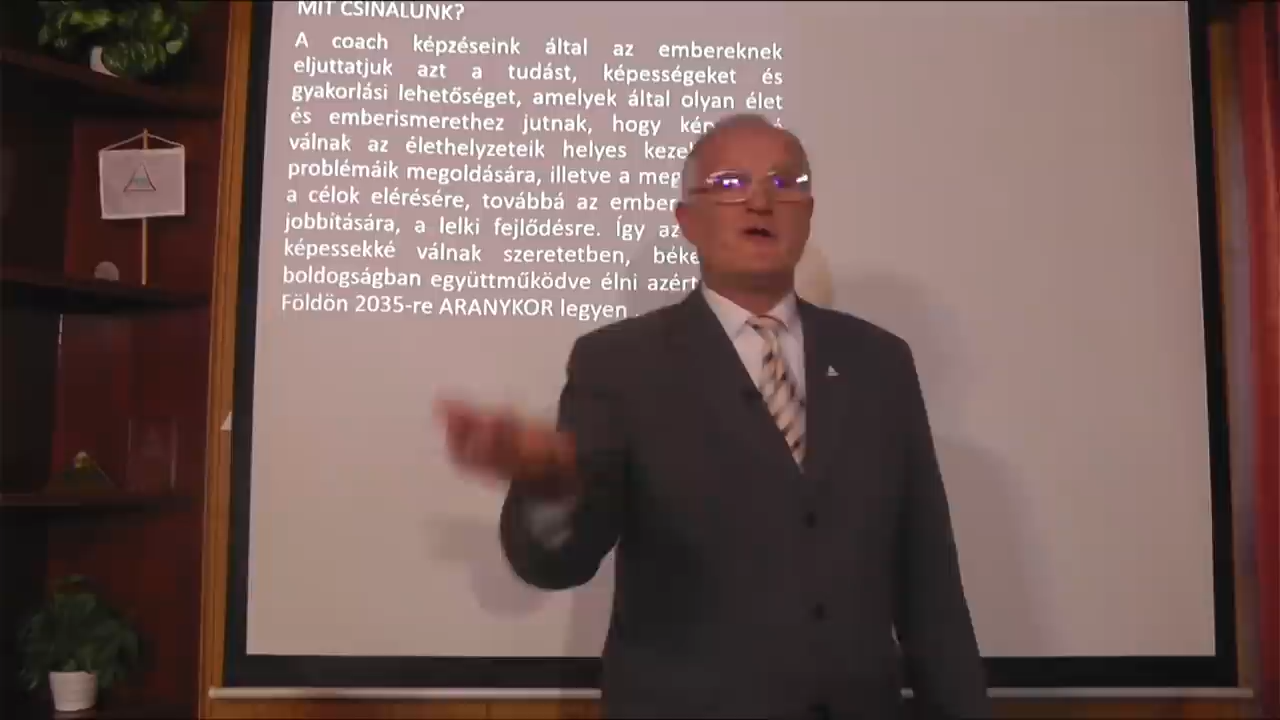 MIT CSINÁLUNK?
A coach képzéseink által az embereknek
eljuttatjuk azt a tudást, képességeket és
gyakorlási lehetőséget, amelyek által olyan élet
és emberismerethez jutnak, hogy
válnak az élethelyzeteik helyes
problémáik megoldására, illetve a
a célok elérésére, továbbá az
jobbítására, a lelki fejlődésre. Így
képessekké válnak szeretetben,
boldogságban együttműködve élni azért
Földön 2035-re ARANYKOR legyen .